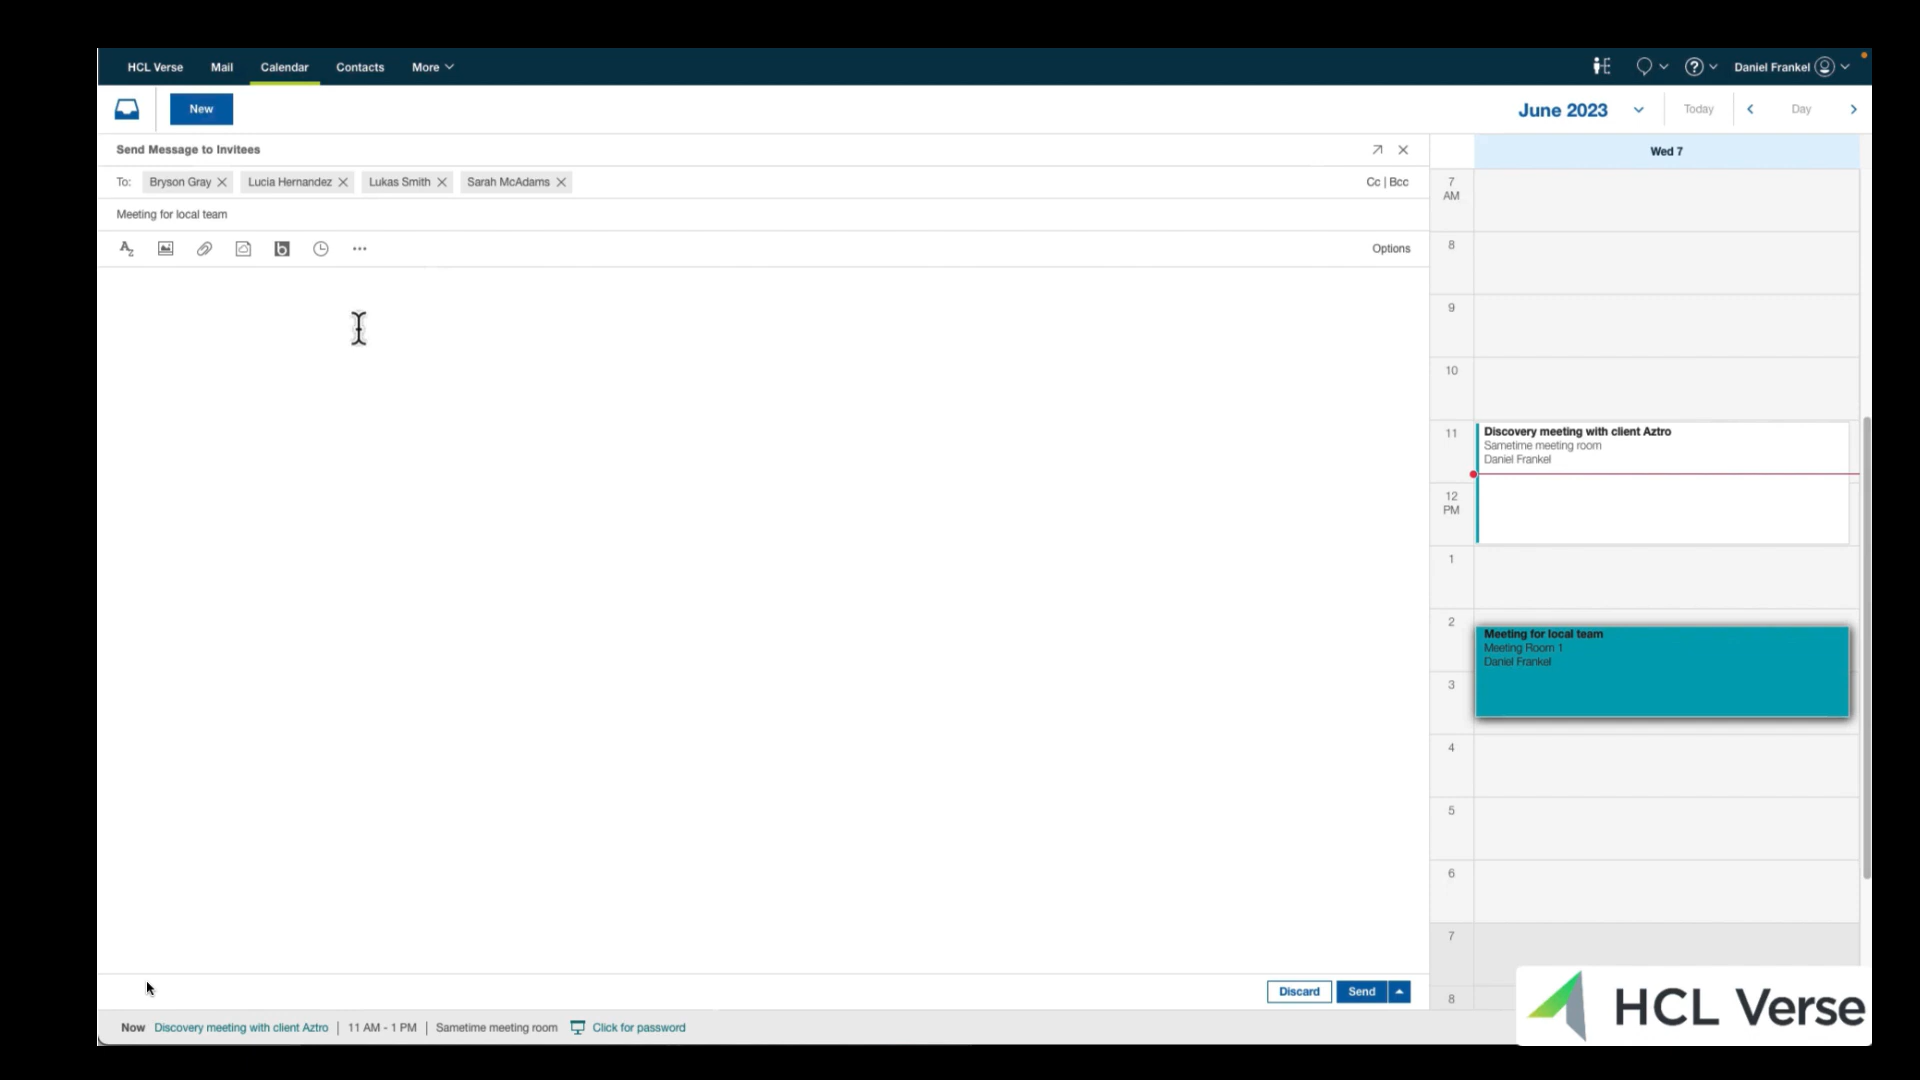 HCL Verse Mail Calendar Contacts More
Daniel Frankel
New
June 2023 Today Day
Send Message to Invitees
To: Bryson Gray Lucia Hernandez Lukas Smith Sarah McAdams Cc | Bcc
Meeting for local team
Options
Wed 7
7
AM
8
9
10
11
Discovery meeting with client Aztro
Sametime meeting room
Daniel Frankel
12
PM
1
2
Meeting for local team
Meeting Room 1
Daniel Frankel
3
4
5
6
7
8
Discard Send
Now Discovery meeting with client Aztro | 11 AM - 1 PM | Sametime meeting room Click for password
HCL Verse